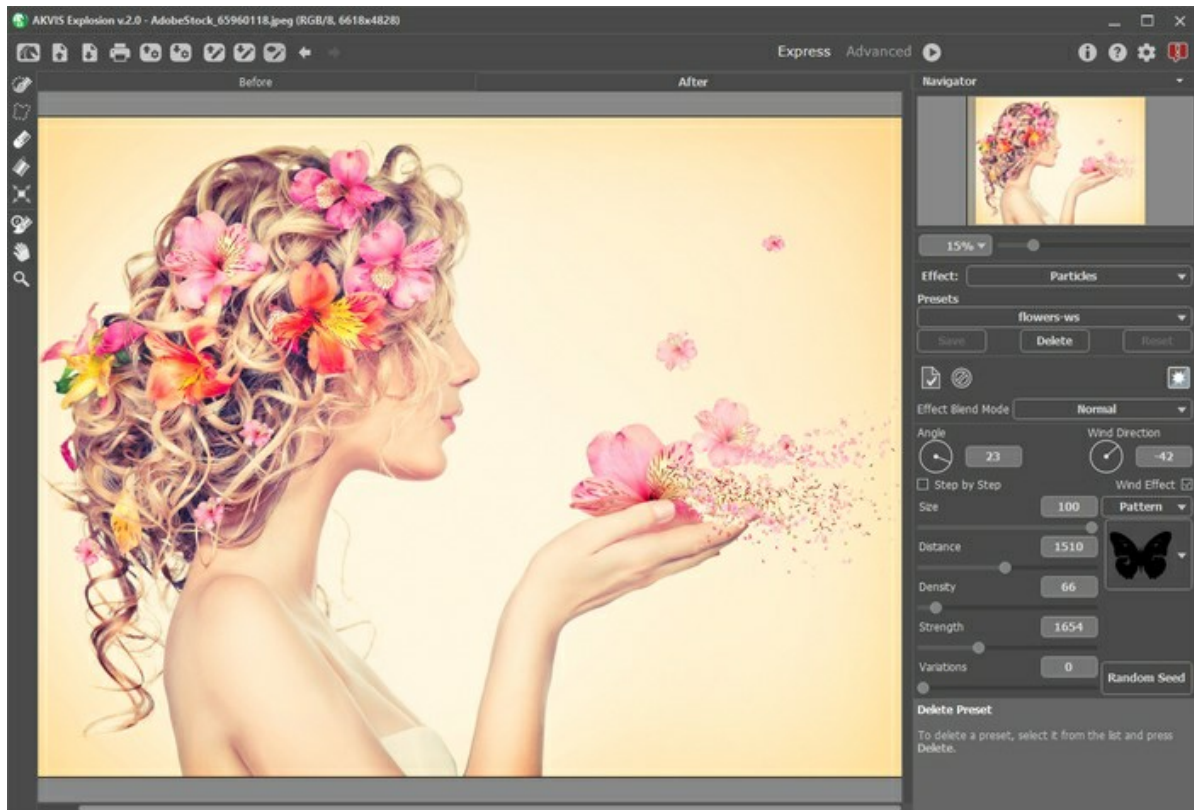 AKVIS Explosion v.2.0 - AdobeStock_65960118.jpeg (RGB/8, 6618x4828)
Express Advanced
Before After
Navigator
15%
Effect: Particles
Presets
flowers-ws
Save Delete Reset
Effect Blend Mode Normal
Angle Wind Direction
23 -42
Step by Step Wind Effect
Size 100 Pattern
Distance 1510
Density 66
Strength 1654
Variations 0
Random Seed
Delete Preset
To delete a preset, select it from the list and press
Delete.